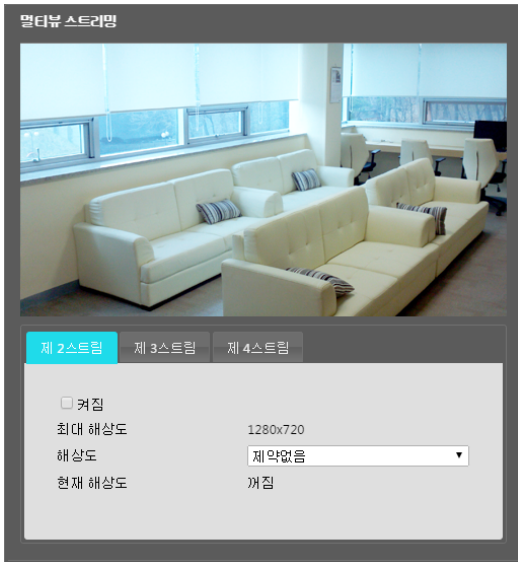 멀티뷰 스트리밍
제 2스트림 제 3스트림 제 4스트림
켜짐
최대 해상도 1280x720
해상도 제약없음
현재 해상도 꺼짐